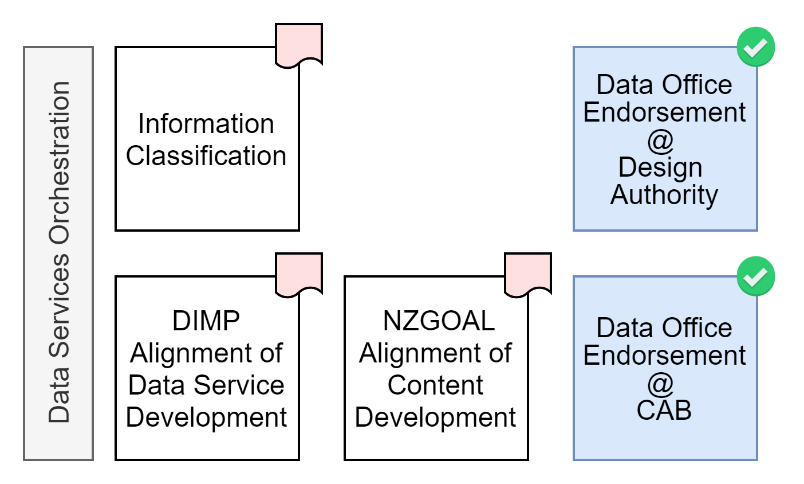 Data Services Orchestration
Information
Classification
Data Office
Endorsement
@
Design
Authority
DIMP
Alignment of
Data Service
Development
NZGOAL
Alignment of
Content
Development
Data Office
Endorsement
@
CAB